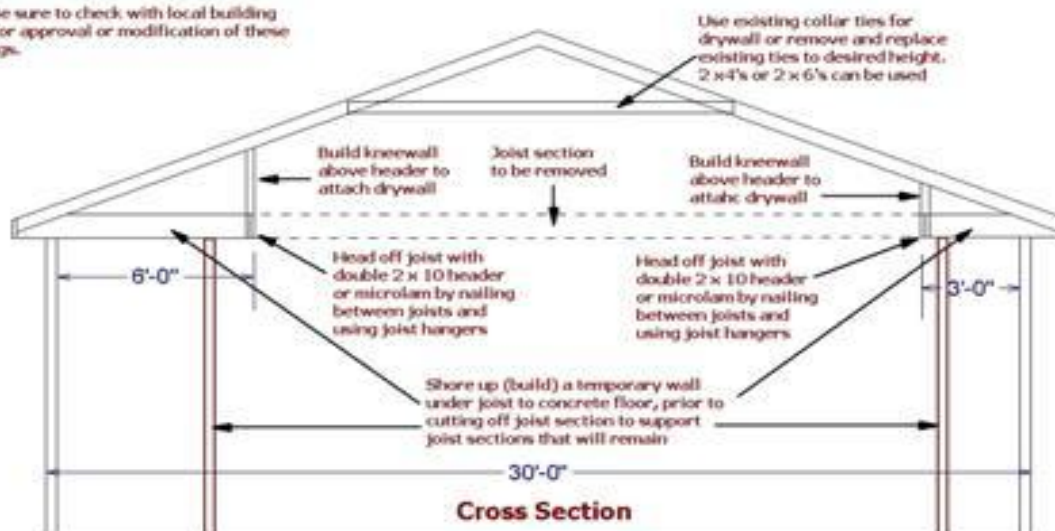 e sure to check with local building
or approval or modification of these
gs.
Use existing collar ties for
drywall or remove and replace
existing ties to desired height.
2 x4's or 2 x 6's can be used
Build kneewall
above header to
attach drywall
Joist section
to be removed
Build kneewall
above header to
attahc drywall
Head off joist with
double 2 x 10 header
or microlam by nailing
between joists and
using joist hangers
Head off joist with
double 2 x 10 header
or microlam by nailing
between joists and
using joist hangers
6'-0"
3'-0"
Shore up (build) a temporary wall
under joist to concrete floor, prior to
cutting off joist section to support
joist sections that will remain
30'-0"
Cross Section